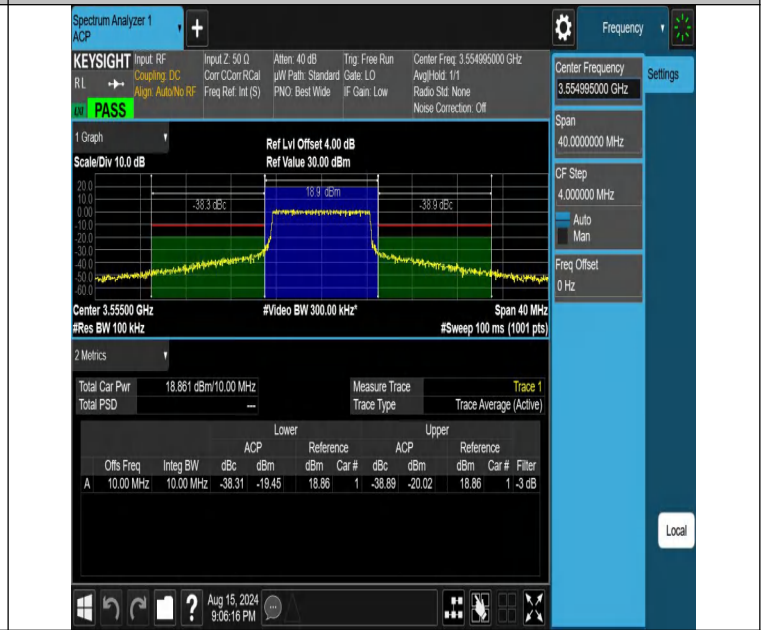 Spectrum Analyzer 1
ACP
+
Frequency
KEYSIGHT Input: RF Input Z: 50 Ω Atten: 40 dB Trig: Free Run Center Freq: 3.554995000 GHz
RL Coupling: DC Corr CCorr RCal µW Path: Standard Gate: LO Avg|Hold: 1/1
Align: Auto/No RF Freq Ref: Int (S) PNO: Best Wide IF Gain: Low Radio Std: None
PASS Noise Correction: Off
Center Frequency
3.554995000 GHz
Settings
Span
40.0000000 MHz
CF Step
4.000000 MHz
Auto
Man
Freq Offset
0 Hz
Local
1 Graph
Ref Lvl Offset 4.00 dB
Scale/Div 10.0 dB Ref Value 30.00 dBm
20.0
10.0
0.00
-10.0
-20.0
-30.0
-40.0
-50.0
-60.0
-38.3 dBc 18.9 dBm -38.9 dBc
Center 3.55500 GHz #Video BW 300.00 kHz* Span 40 MHz
#Res BW 100 kHz #Sweep 100 ms (1001 pts)
2 Metrics
Total Car Pwr 18.861 dBm/10.00 MHz Measure Trace Trace 1
Total PSD --- Trace Type Trace Average (Active)
Lower Upper
ACP Reference ACP Reference
Offs Freq Integ BW dBc dBm dBm Car # dBc dBm dBm Car # Filter
A 10.00 MHz 10.00 MHz -38.31 -19.45 18.86 1 -38.89 -20.02 18.86 1 -3 dB
? Aug 15, 2024
9:06:16 PM